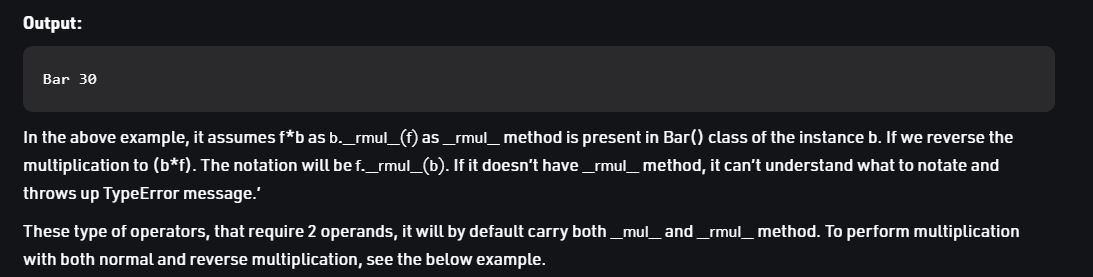 Output:
Bar 30
In the above example, it assumes f*b as b.__rmul__(f) as __rmul__ method is present in Bar() class of the instance b. If we reverse the
multiplication to (b*f). The notation will be f.__rmul__(b). If it doesn’t have __rmul__ method, it can’t understand what to notate and
throws up TypeError message.’
These type of operators, that require 2 operands, it will by default carry both __mul__ and __rmul__ method. To perform multiplication
with both normal and reverse multiplication, see the below example.